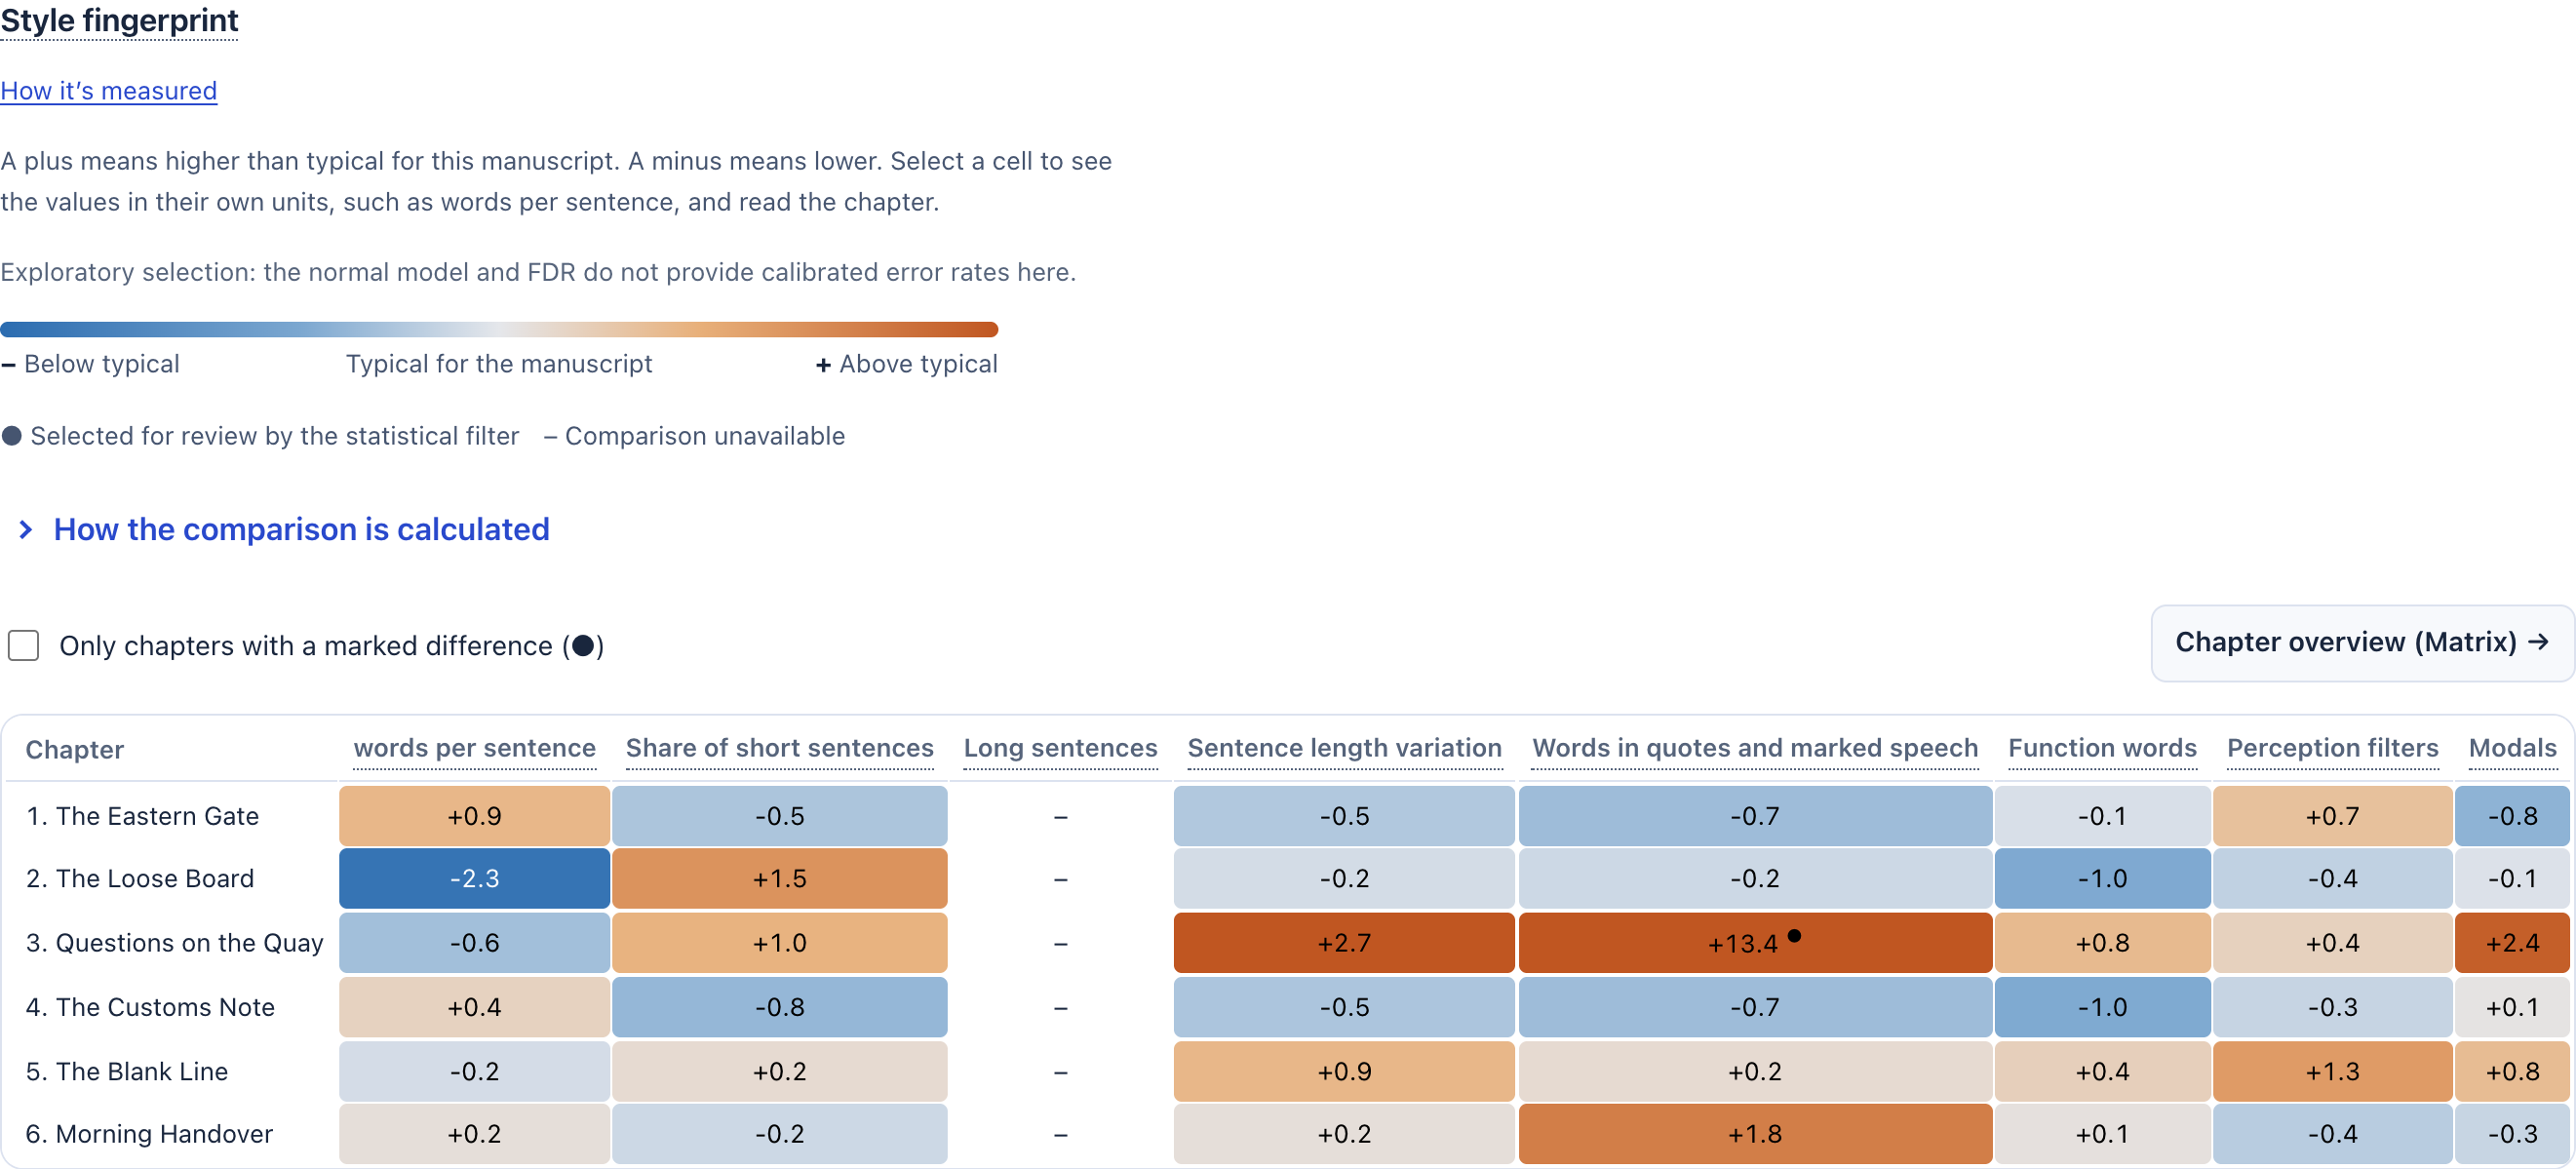 Style fingerprint
How it’s measured
A plus means higher than typical for this manuscript. A minus means lower. Select a cell to see
the values in their own units, such as words per sentence, and read the chapter.
Exploratory selection: the normal model and FDR do not provide calibrated error rates here.
– Below typical Typical for the manuscript + Above typical
● Selected for review by the statistical filter – Comparison unavailable
How the comparison is calculated
Only chapters with a marked difference (●) Chapter overview (Matrix) →
Chapter words per sentence Share of short sentences Long sentences Sentence length variation Words in quotes and marked speech Function words Perception filters Modals
1. The Eastern Gate +0.9 -0.5 – -0.5 -0.7 -0.1 +0.7 -0.8
2. The Loose Board -2.3 +1.5 – -0.2 -0.2 -1.0 -0.4 -0.1
3. Questions on the Quay -0.6 +1.0 – +2.7 +13.4 ● +0.8 +0.4 +2.4
4. The Customs Note +0.4 -0.8 – -0.5 -0.7 -1.0 -0.3 +0.1
5. The Blank Line -0.2 +0.2 – +0.9 +0.2 +0.4 +1.3 +0.8
6. Morning Handover +0.2 -0.2 – +0.2 +1.8 +0.1 -0.4 -0.3